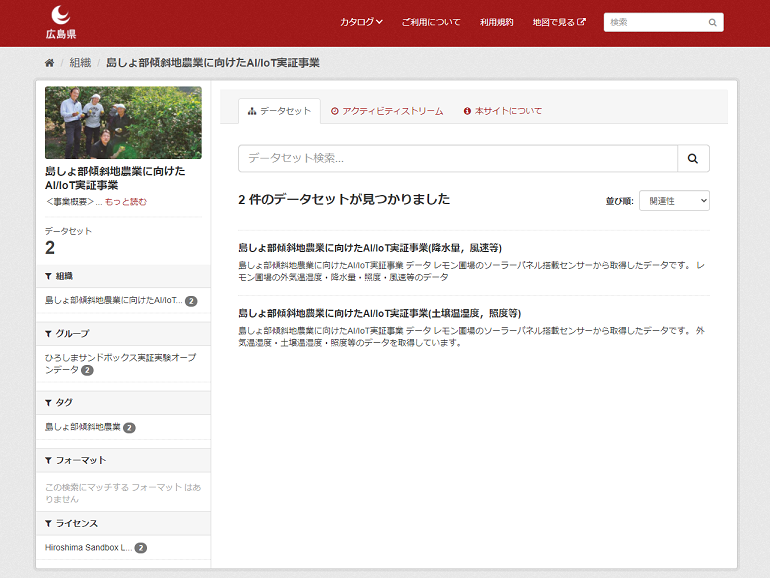 広島県
カタログ ご利用について 利用規約 地図で見る 検索
/ 組織 / 島しょ部傾斜地農業に向けたAI/IoT実証事業
島しょ部傾斜地農業に向けた
AI/IoT実証事業
＜事業概要＞... もっと読む
データセット
2
組織
島しょ部傾斜地農業に向けたAI/IoT... 2
グループ
ひろしまサンドボックス実証実験オープ
ンデータ 2
タグ
島しょ部傾斜地農業 2
フォーマット
この検索にマッチする フォーマット はあ
りません
ライセンス
Hiroshima Sandbox L... 2
データセット アクティビティストリーム 本サイトについて
データセット検索...
2 件のデータセットが見つかりました 並び順: 関連性
島しょ部傾斜地農業に向けたAI/IoT実証事業(降水量，風速等)
島しょ部傾斜地農業に向けたAI/IoT実証事業 データ レモン圃場のソーラーパネル搭載センサーから取得したデータです。 レ
モン圃場の外気温湿度・降水量・照度・風速等のデータ
島しょ部傾斜地農業に向けたAI/IoT実証事業(土壌温湿度，照度等)
島しょ部傾斜地農業に向けたAI/IoT実証事業 データ レモン圃場のソーラーパネル搭載センサーから取得したデータです。 外
気温湿度・土壌温湿度・照度等のデータを取得しています。